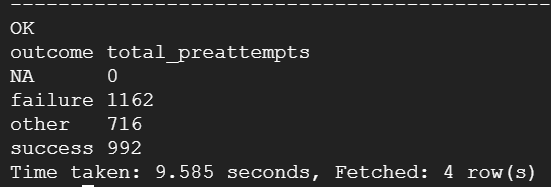 OK
outcome total_preattempts
NA 0
failure 1162
other 716
success 992
Time taken: 9.585 seconds, Fetched: 4 row(s)